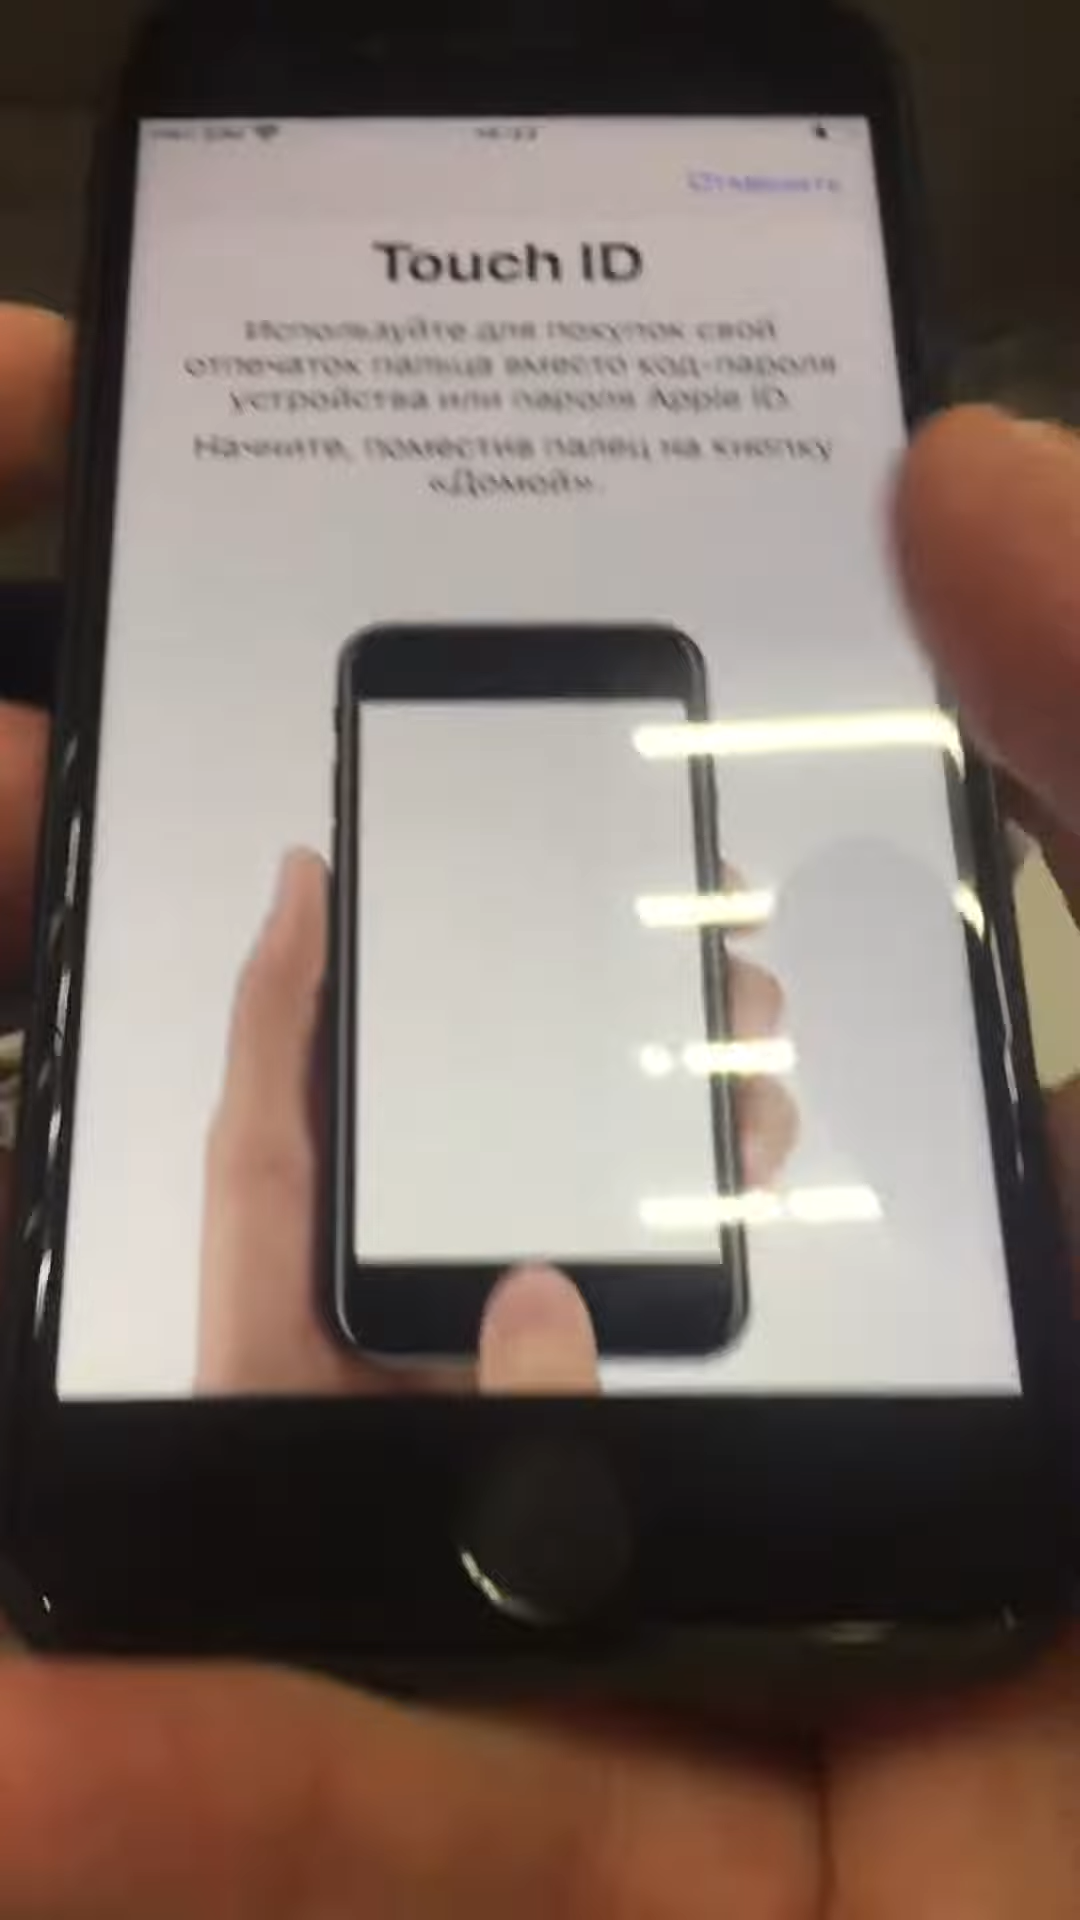 Отменить
Touch ID
Используйте для покупок свой
отпечаток пальца вместо код-пароля
устройства или пароля Apple ID.
Начните, поместив палец на кнопку
«Домой».